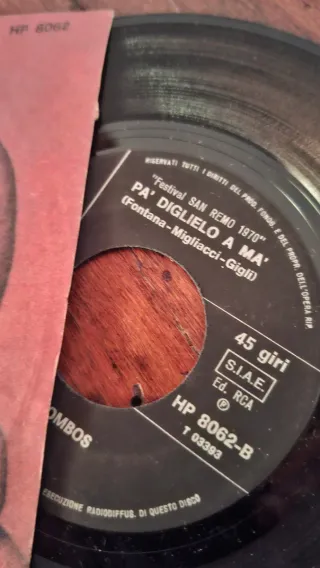 HP 8062
RISERVATI TUTTI I DIRITTI DEL PROD. FONOG. E DEL PROPR. DELL'OPERA RIP.
"Festival SAN REMO 1970"
PA' DIGLIELO A MA'
(Fontana-Migliacci-Gigli)
45 giri
S.I.A.E.
Ed. RCA
Ⓟ
HP 8062-B
T 93393
OMBOS
ESECUZIONE RADIODIFFUS. DI QUESTO DISCO